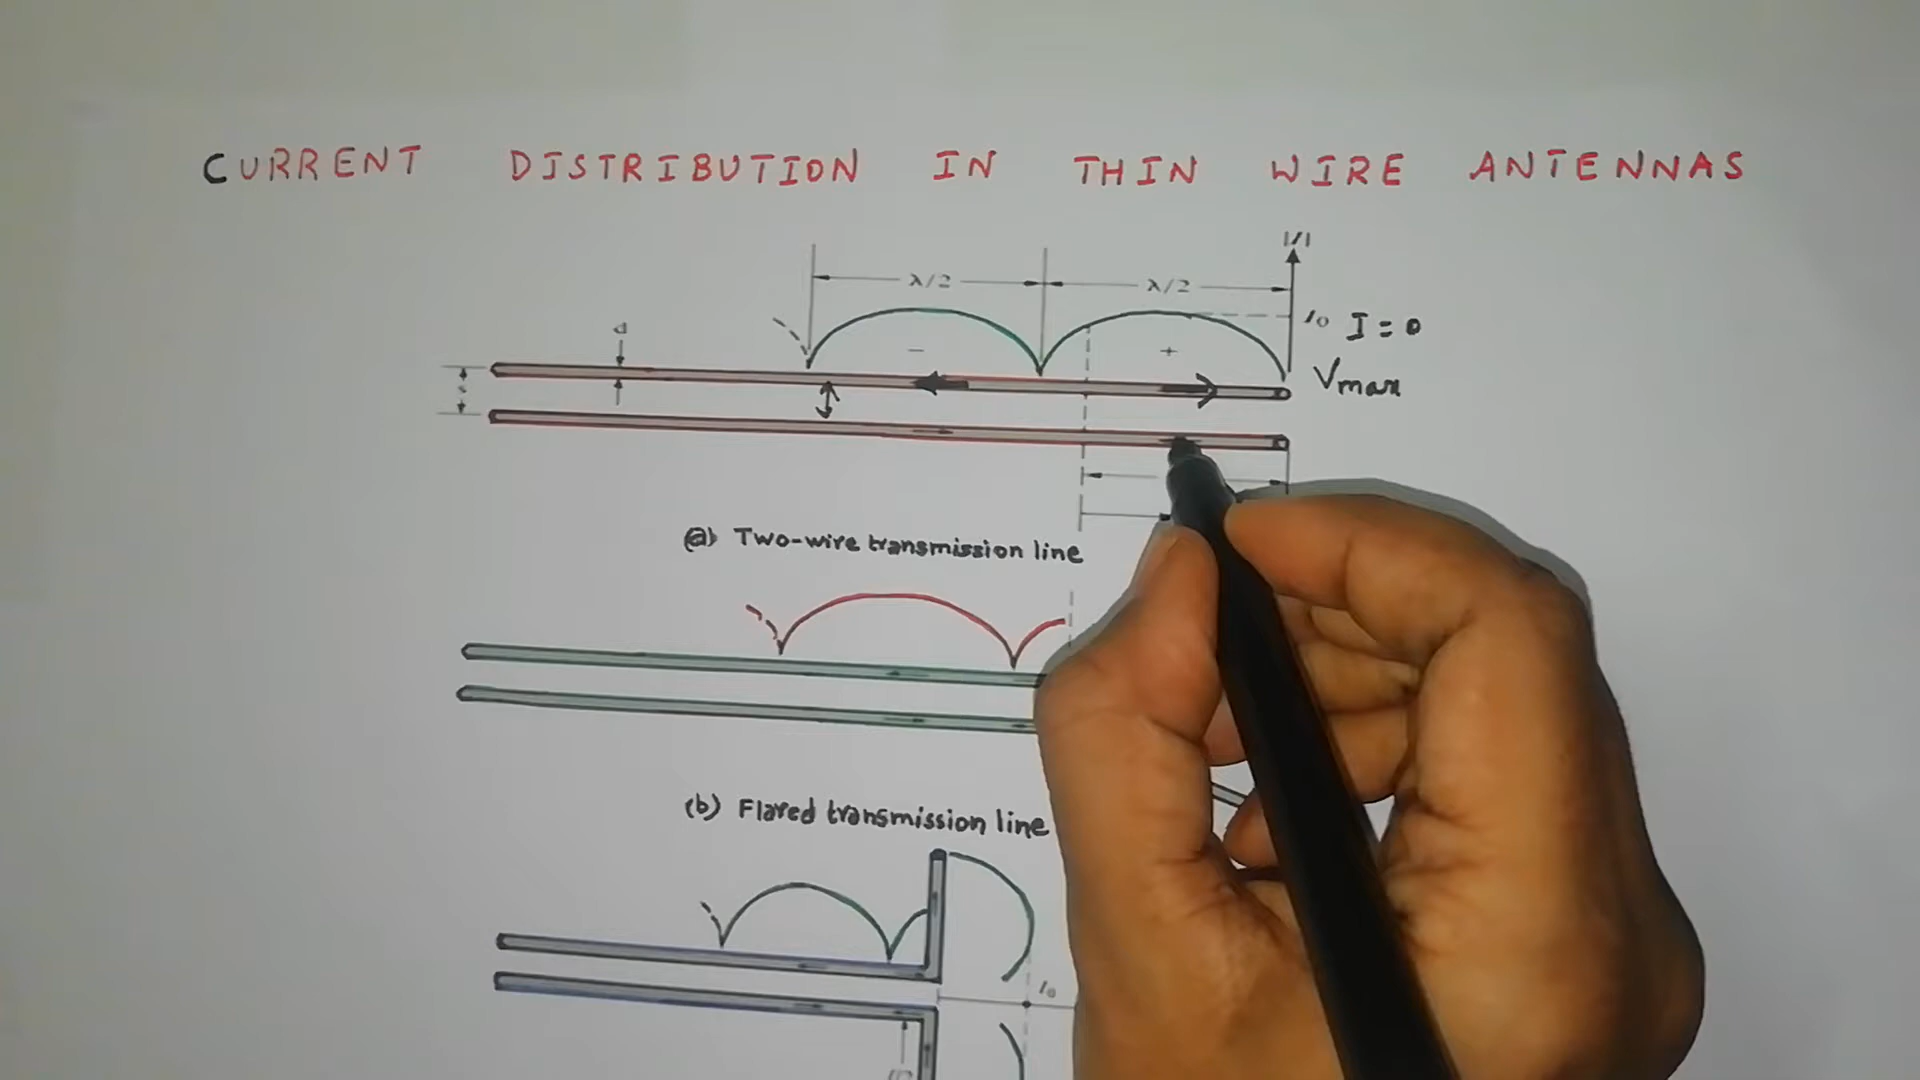 CURRENT DISTRIBUTION IN THIN WIRE ANTENNAS
|I|
λ/2 λ/2
I0 I = 0
d
- +
s
Vmax
(a) Two-wire transmission line
(b) Flared transmission line
I0